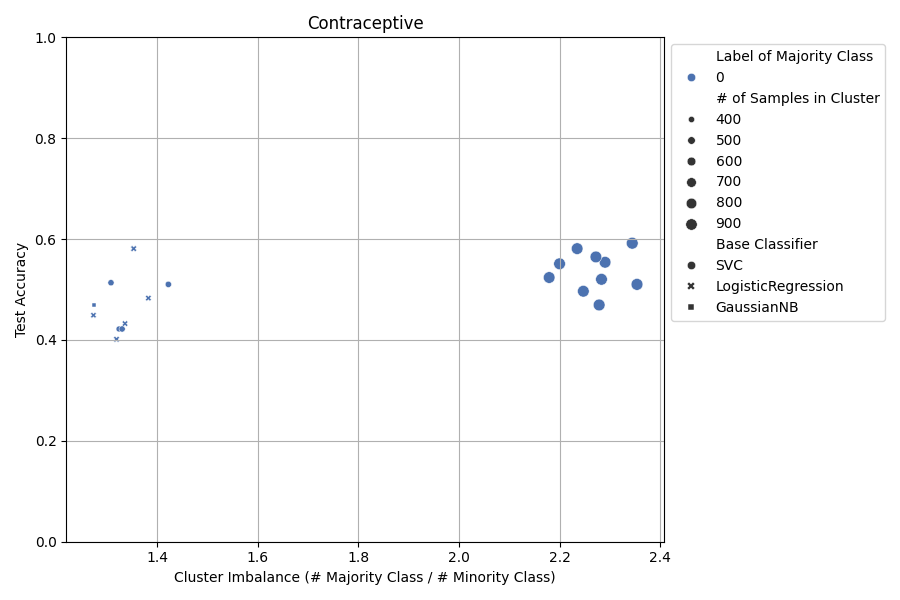 Contraceptive
1.0
0.8
0.6
0.4
0.2
0.0
Test Accuracy
1.4
1.6
1.8
2.0
2.2
2.4
Cluster Imbalance (# Majority Class / # Minority Class)
Label of Majority Class
0
# of Samples in Cluster
400
500
600
700
800
900
Base Classifier
SVC
LogisticRegression
GaussianNB